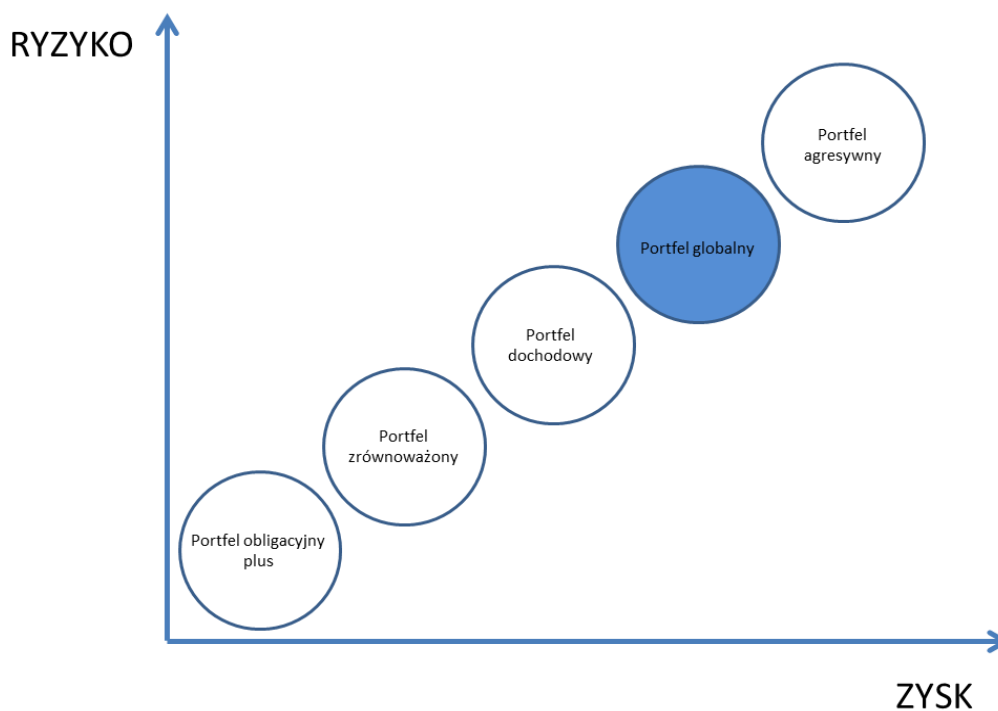 RYZYKO
Portfel
agresywny
Portfel globalny
Portfel
dochodowy
Portfel
zrównoważony
Portfel obligacyjny
plus
ZYSK